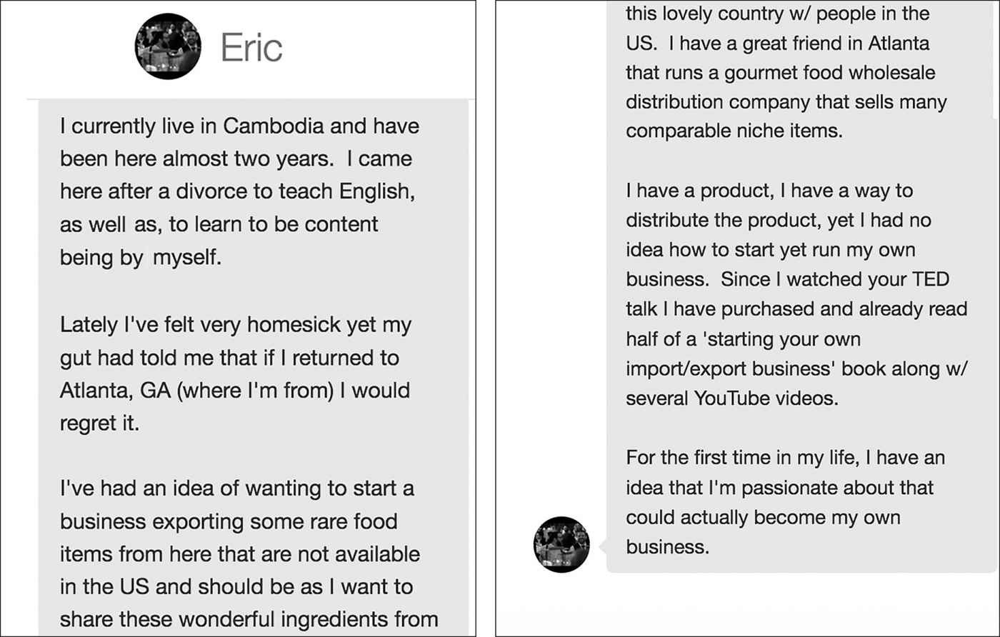 Eric
I currently live in Cambodia and have
been here almost two years.  I came
here after a divorce to teach English,
as well as, to learn to be content
being by myself.
Lately I've felt very homesick yet my
gut had told me that if I returned to
Atlanta, GA (where I'm from) I would
regret it.
I've had an idea of wanting to start a
business exporting some rare food
items from here that are not available
in the US and should be as I want to
share these wonderful ingredients from
this lovely country w/ people in the
US.  I have a great friend in Atlanta
that runs a gourmet food wholesale
distribution company that sells many
comparable niche items.
I have a product, I have a way to
distribute the product, yet I had no
idea how to start yet run my own
business.  Since I watched your TED
talk I have purchased and already read
half of a 'starting your own
import/export business' book along w/
several YouTube videos.
For the first time in my life, I have an
idea that I'm passionate about that
could actually become my own
business.